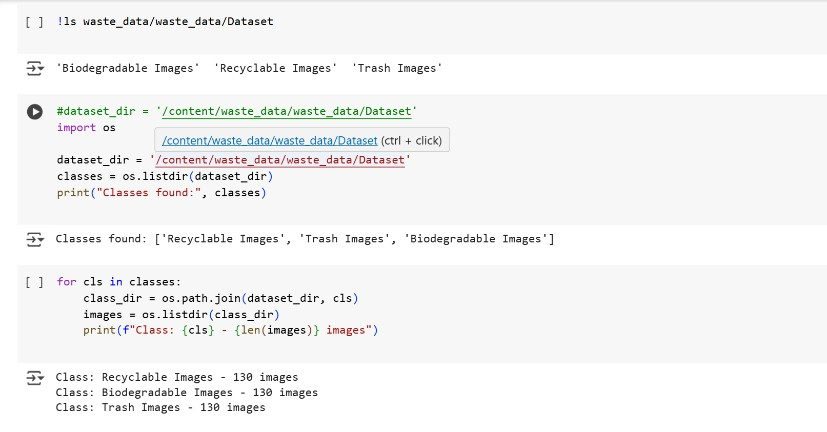 [ ] !ls waste_data/waste_data/Dataset
'Biodegradable Images'  'Recyclable Images'  'Trash Images'
#dataset_dir = '/content/waste_data/waste_data/Dataset'
import os
/content/waste_data/waste_data/Dataset (ctrl + click)
dataset_dir = '/content/waste_data/waste_data/Dataset'
classes = os.listdir(dataset_dir)
print("Classes found:", classes)
Classes found: ['Recyclable Images', 'Trash Images', 'Biodegradable Images']
[ ] for cls in classes:
    class_dir = os.path.join(dataset_dir, cls)
    images = os.listdir(class_dir)
    print(f"Class: {cls} - {len(images)} images")
Class: Recyclable Images - 130 images
Class: Biodegradable Images - 130 images
Class: Trash Images - 130 images